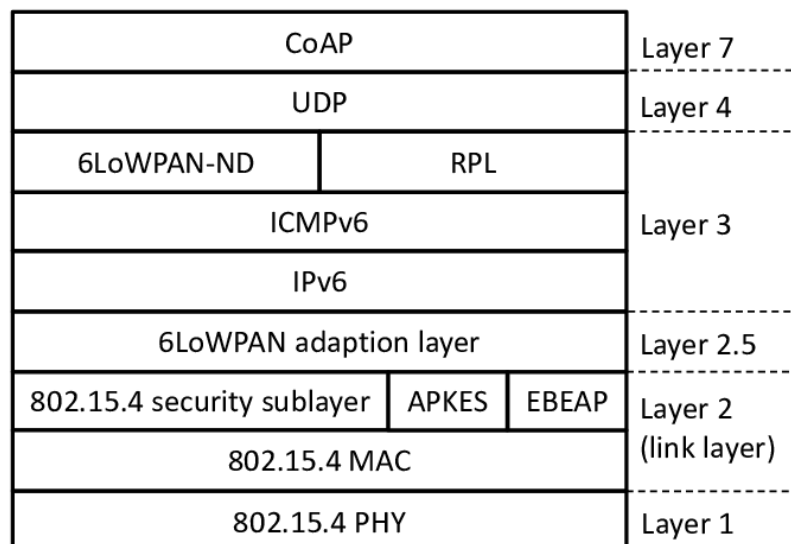 CoAP
Layer 7
UDP
Layer 4
6LoWPAN-ND
RPL
ICMPv6
Layer 3
IPv6
6LoWPAN adaption layer
Layer 2.5
802.15.4 security sublayer
APKES
EBEAP
Layer 2
(link layer)
802.15.4 MAC
802.15.4 PHY
Layer 1